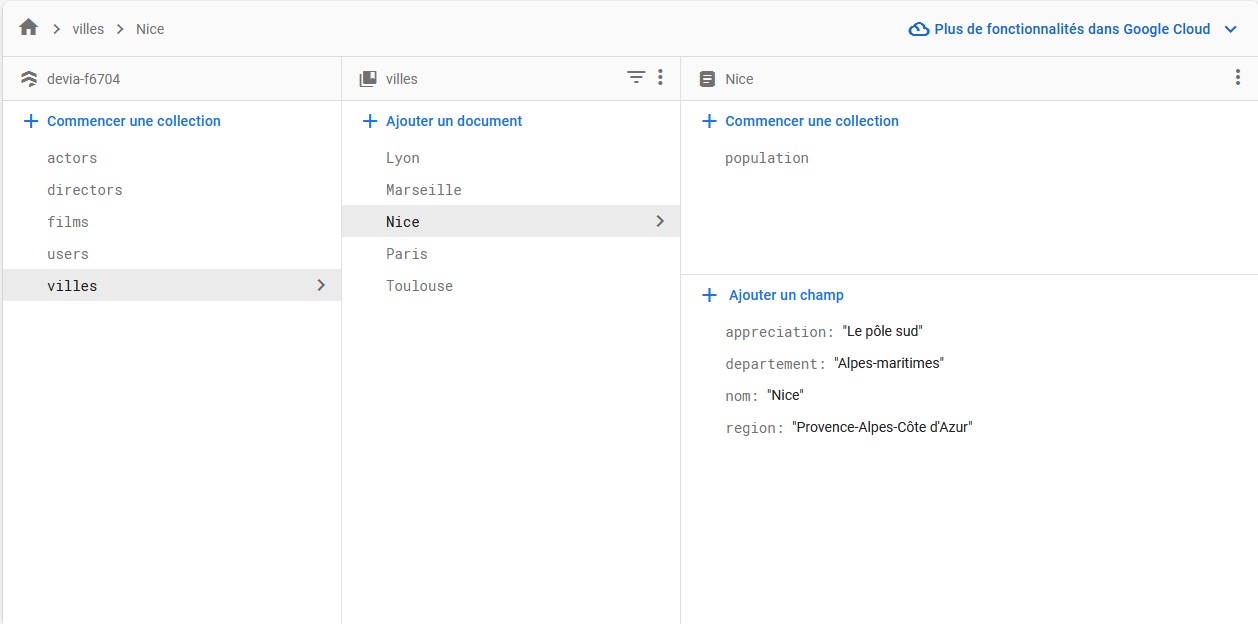 villes
Nice
Plus de fonctionnalités dans Google Cloud
devia-f6704
villes
Nice
Commencer une collection
Ajouter un document
Commencer une collection
actors
directors
films
users
villes
Lyon
Marseille
Nice
Paris
Toulouse
population
Ajouter un champ
appreciation: "Le pôle sud"
departement: "Alpes-maritimes"
nom: "Nice"
region: "Provence-Alpes-Côte d'Azur"